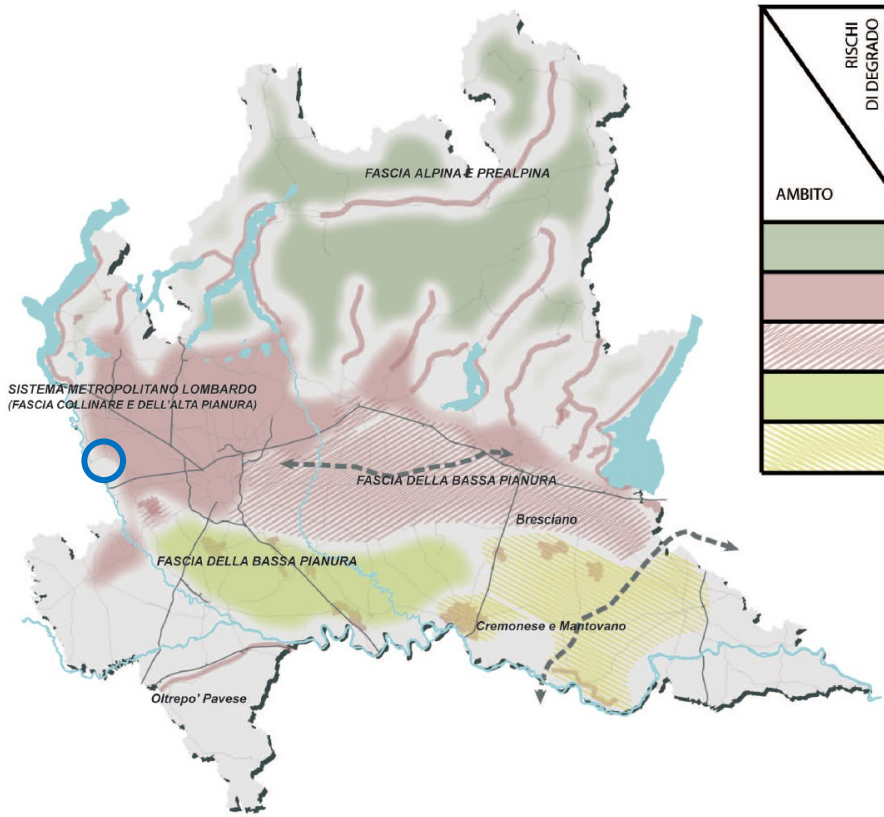 RISCHI
DI DEGRADO
AMBITO
FASCIA ALPINA E PREALPINA
SISTEMA METROPOLITANO LOMBARDO
(FASCIA COLLINARE E DELL'ALTA PIANURA)
FASCIA DELLA BASSA PIANURA
Bresciano
FASCIA DELLA BASSA PIANURA
Cremonese e Mantovano
Oltrepo' Pavese